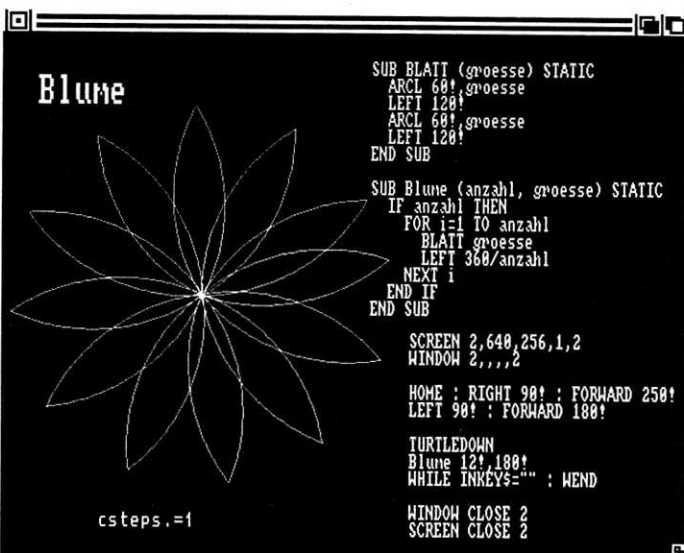 Blume
SUB BLATT (groesse) STATIC
ARCL 60!,groesse
LEFT 120!
ARCL 60!,groesse
LEFT 120!
END SUB
SUB Blume (anzahl, groesse) STATIC
IF anzahl THEN
FOR i=1 TO anzahl
BLATT groesse
LEFT 360/anzahl
NEXT i
END IF
END SUB
SCREEN 2,640,256,1,2
WINDOW 2,,,,2
HOME : RIGHT 90! : FORWARD 250!
LEFT 90! : FORWARD 180!
TURTLEDOWN
Blume 12!,180!
WHILE INKEY$="" : WEND
WINDOW CLOSE 2
SCREEN CLOSE 2
csteps.=1